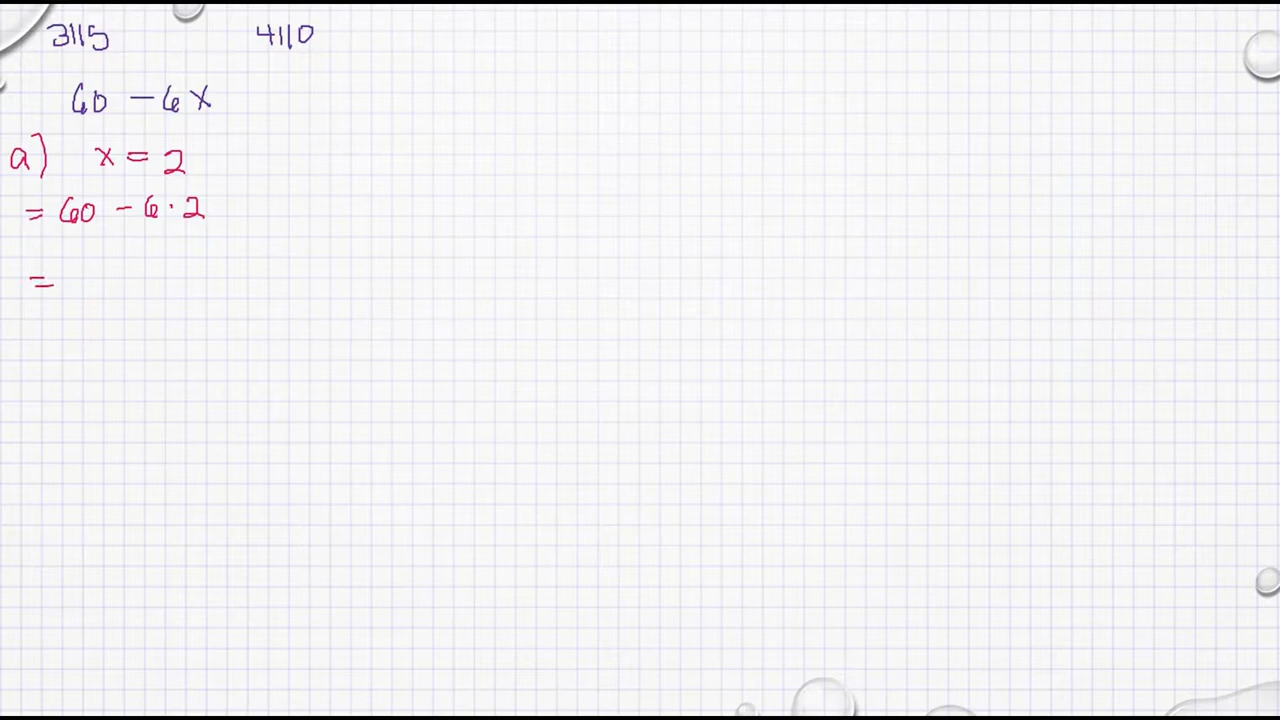 3115 4110
60 - 6x
a) x = 2
= 60 - 6 · 2
=